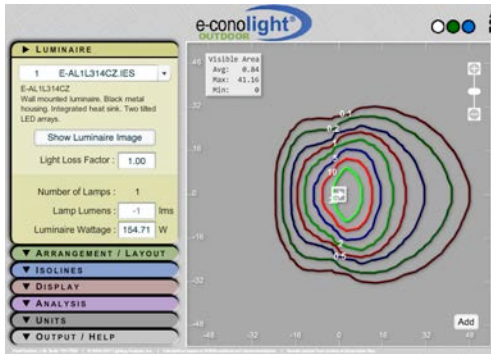 e-conolight®
OUTDOOR
▶ LUMINAIRE
1 E-AL1L314CZ.IES
E-AL1L314CZ
Wall mounted luminaire. Black metal
housing. Integrated heat sink. Two tilted
LED arrays.
Show Luminaire Image
Light Loss Factor : 1.00
Number of Lamps : 1
Lamp Lumens : -1 lms
Luminaire Wattage : 154.71 W
▼ ARRANGEMENT / LAYOUT
▼ ISOLINES
▼ DISPLAY
▼ ANALYSIS
▼ UNITS
▼ OUTPUT / HELP
Visible Area
Avg: 0.84
Max: 41.16
Min: 0
48
32
16
0
-16
-32
-48
0.1
0.2
1
5
10
2
0.5
-48 -32 -16 0 16 32 48
Add